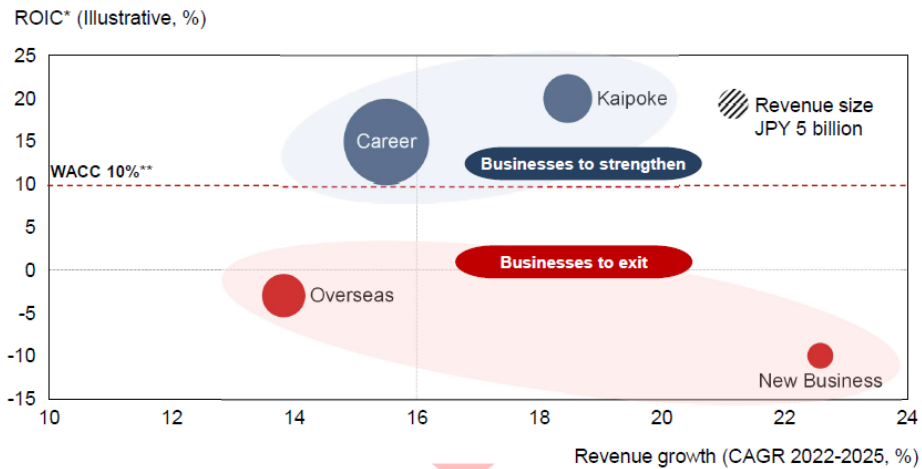 ROIC* (Illustrative, %)
25
20
15
10
5
0
-5
-10
-15
WACC 10%**
Career
Kaipoke
Revenue size
JPY 5 billion
Businesses to strengthen
Businesses to exit
Overseas
New Business
10
12
14
16
18
20
22
24
Revenue growth (CAGR 2022-2025, %)